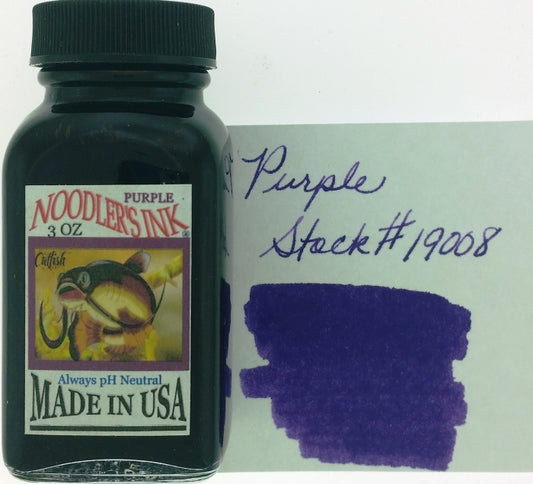 PURPLE
NOODLER'S INK
3 OZ
Catfish
Always pH Neutral
MADE IN USA
Purple
Stock# 19008